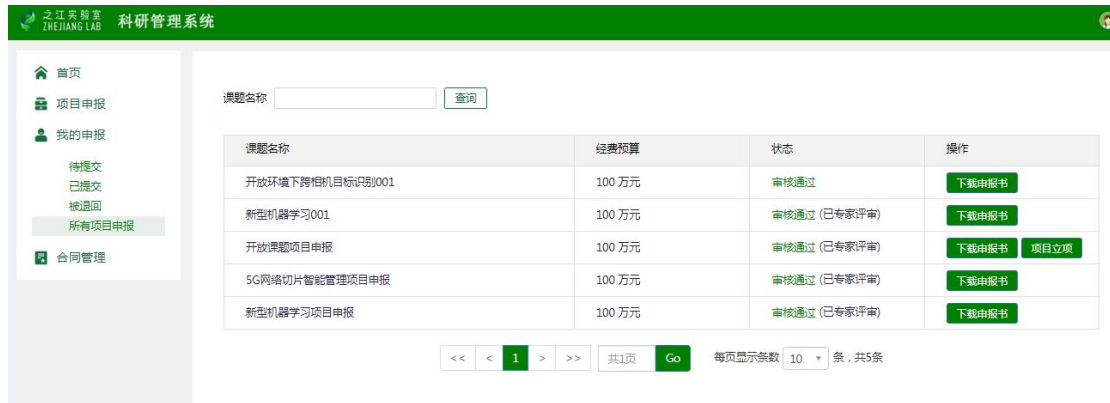 之江实验室
ZHEJIANG LAB
科研管理系统
首页
项目申报
我的申报
待提交
已提交
被退回
所有项目申报
合同管理
课题名称 查询
课题名称 经费预算 状态 操作
开放环境下跨相机目标识别001 100 万元 审核通过 下载申报书
新型机器学习001 100 万元 审核通过 (已专家评审) 下载申报书
开放课题项目申报 100 万元 审核通过 (已专家评审) 下载申报书 项目立项
5G网络切片智能管理项目申报 100 万元 审核通过 (已专家评审) 下载申报书
新型机器学习项目申报 100 万元 审核通过 (已专家评审) 下载申报书
<< < 1 > >> 共1页 Go 每页显示条数 10 条，共5条